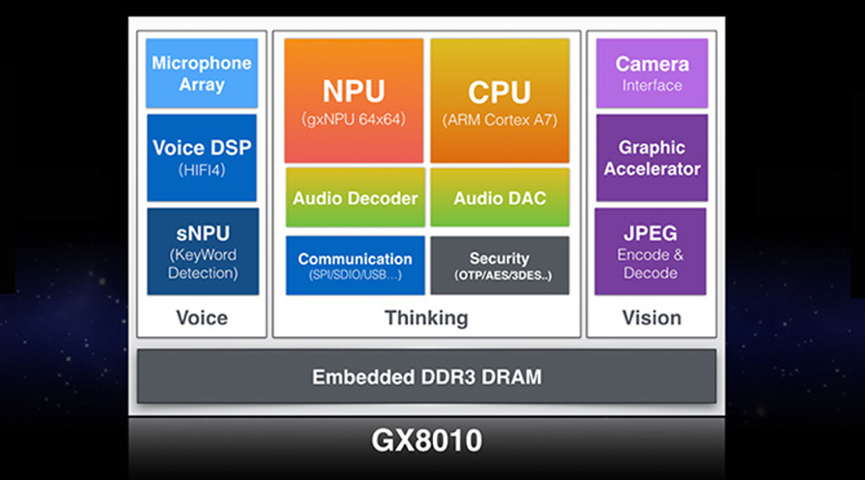 Microphone
Array
Voice DSP
(HIFI4)
sNPU
(KeyWord
Detection)
Voice
NPU
(gxNPU 64x64)
CPU
(ARM Cortex A7)
Audio Decoder
Audio DAC
Communication
(SPI/SDIO/USB...)
Security
(OTP/AES/3DES..)
Thinking
Camera
Interface
Graphic
Accelerator
JPEG
Encode &
Decode
Vision
Embedded DDR3 DRAM
GX8010